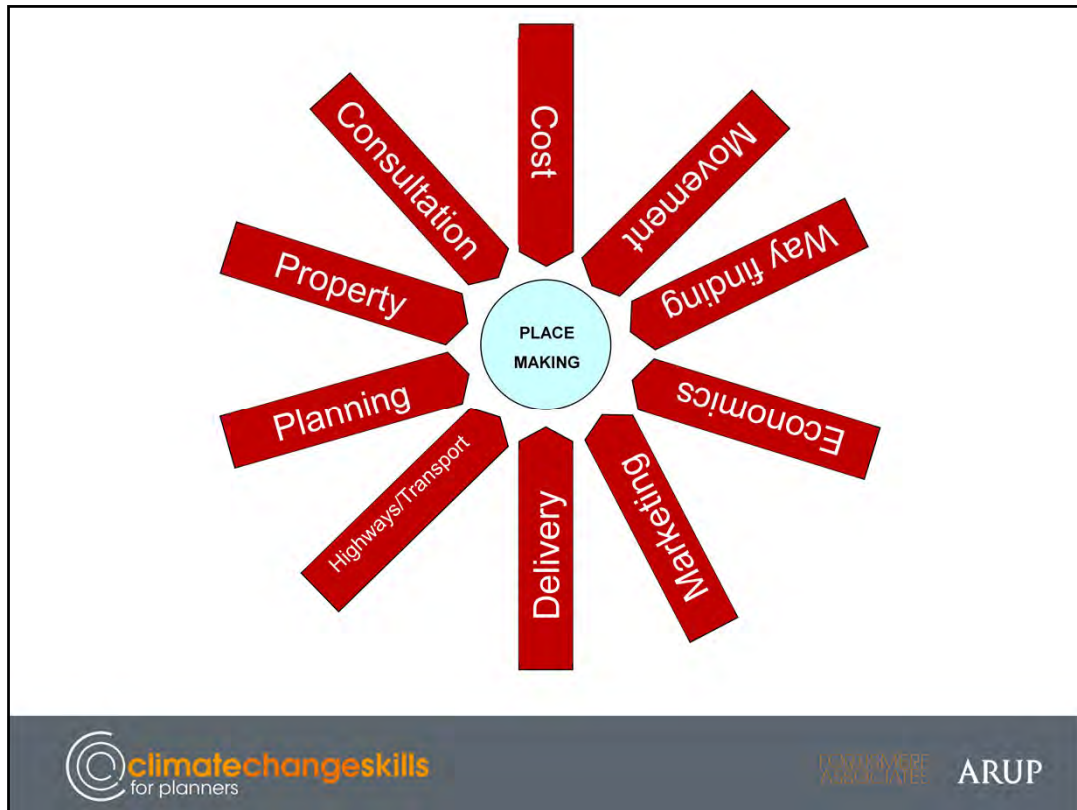 Cost
Movement
Way finding
Economics
Marketing
Delivery
Highways/Transport
Planning
Property
Consultation
PLACE
MAKING
climatechangeskills
for planners
ARUP